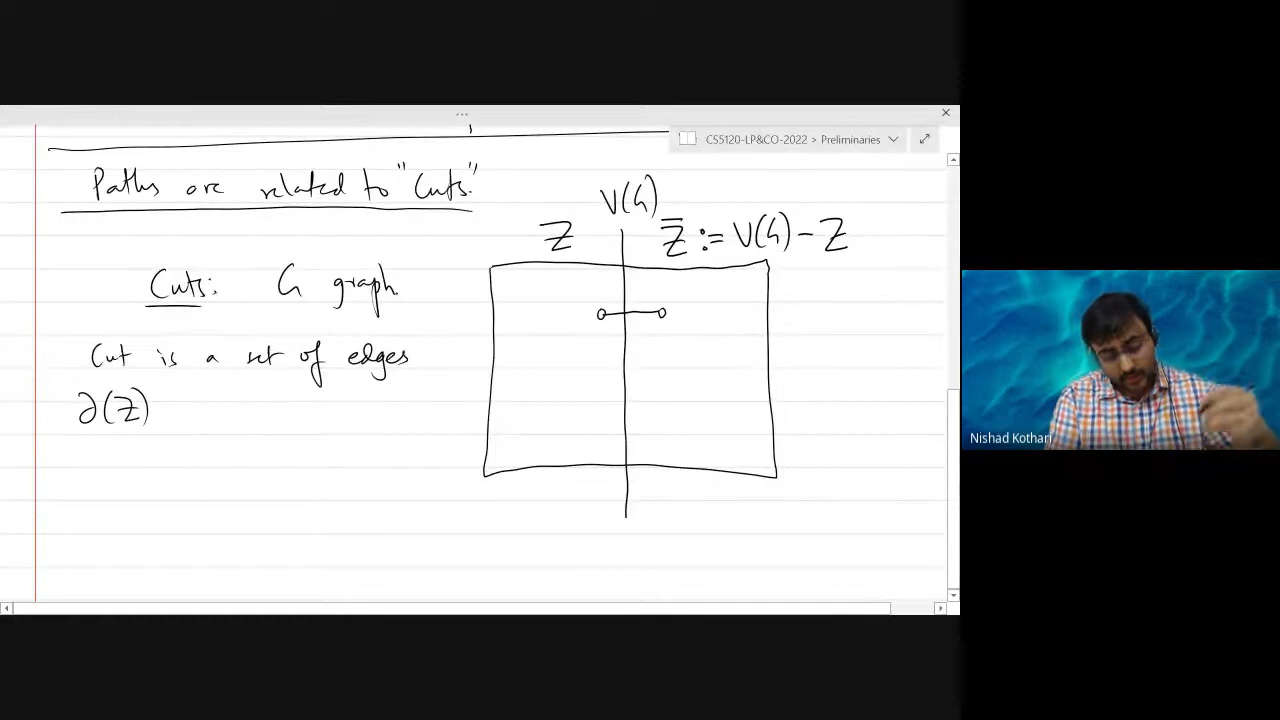 CS5120-LP&CO-2022 > Preliminaries
Paths are related to "Cuts."
V(G)
Z Z̄ := V(G) - Z
Cuts: G graph.
Cut is a set of edges
∂(Z)
Nishad Kothari